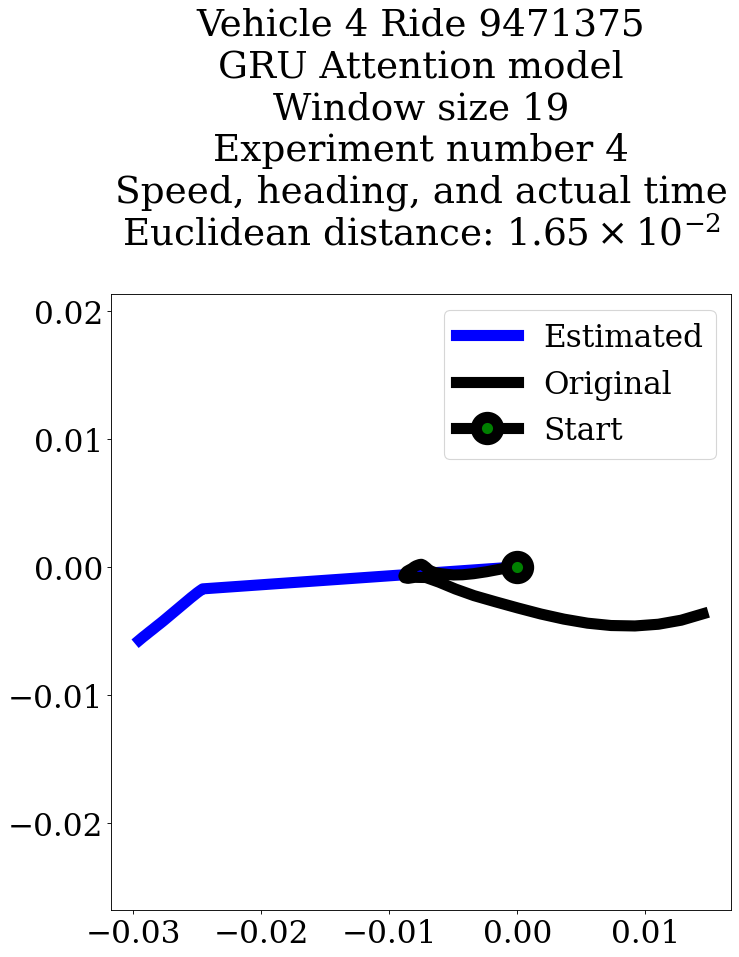 Vehicle 4 Ride 9471375
GRU Attention model
Window size 19
Experiment number 4
Speed, heading, and actual time
Euclidean distance: 1.65 × 10⁻²
0.02
0.01
0.00
−0.01
−0.02
Estimated
Original
Start
−0.03
−0.02
−0.01
0.00
0.01